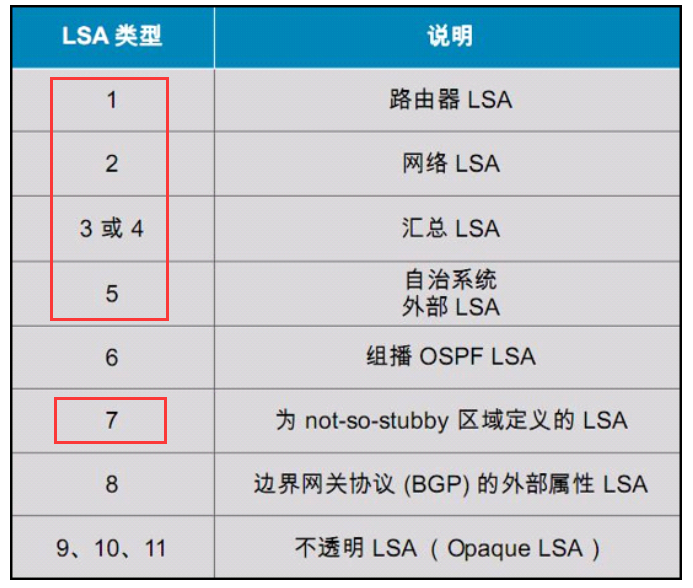 LSA 类型 说明
1 路由器 LSA
2 网络 LSA
3 或 4 汇总 LSA
5 自治系统
外部 LSA
6 组播 OSPF LSA
7 为 not-so-stubby 区域定义的 LSA
8 边界网关协议 (BGP) 的外部属性 LSA
9、10、11 不透明 LSA （ Opaque LSA ）